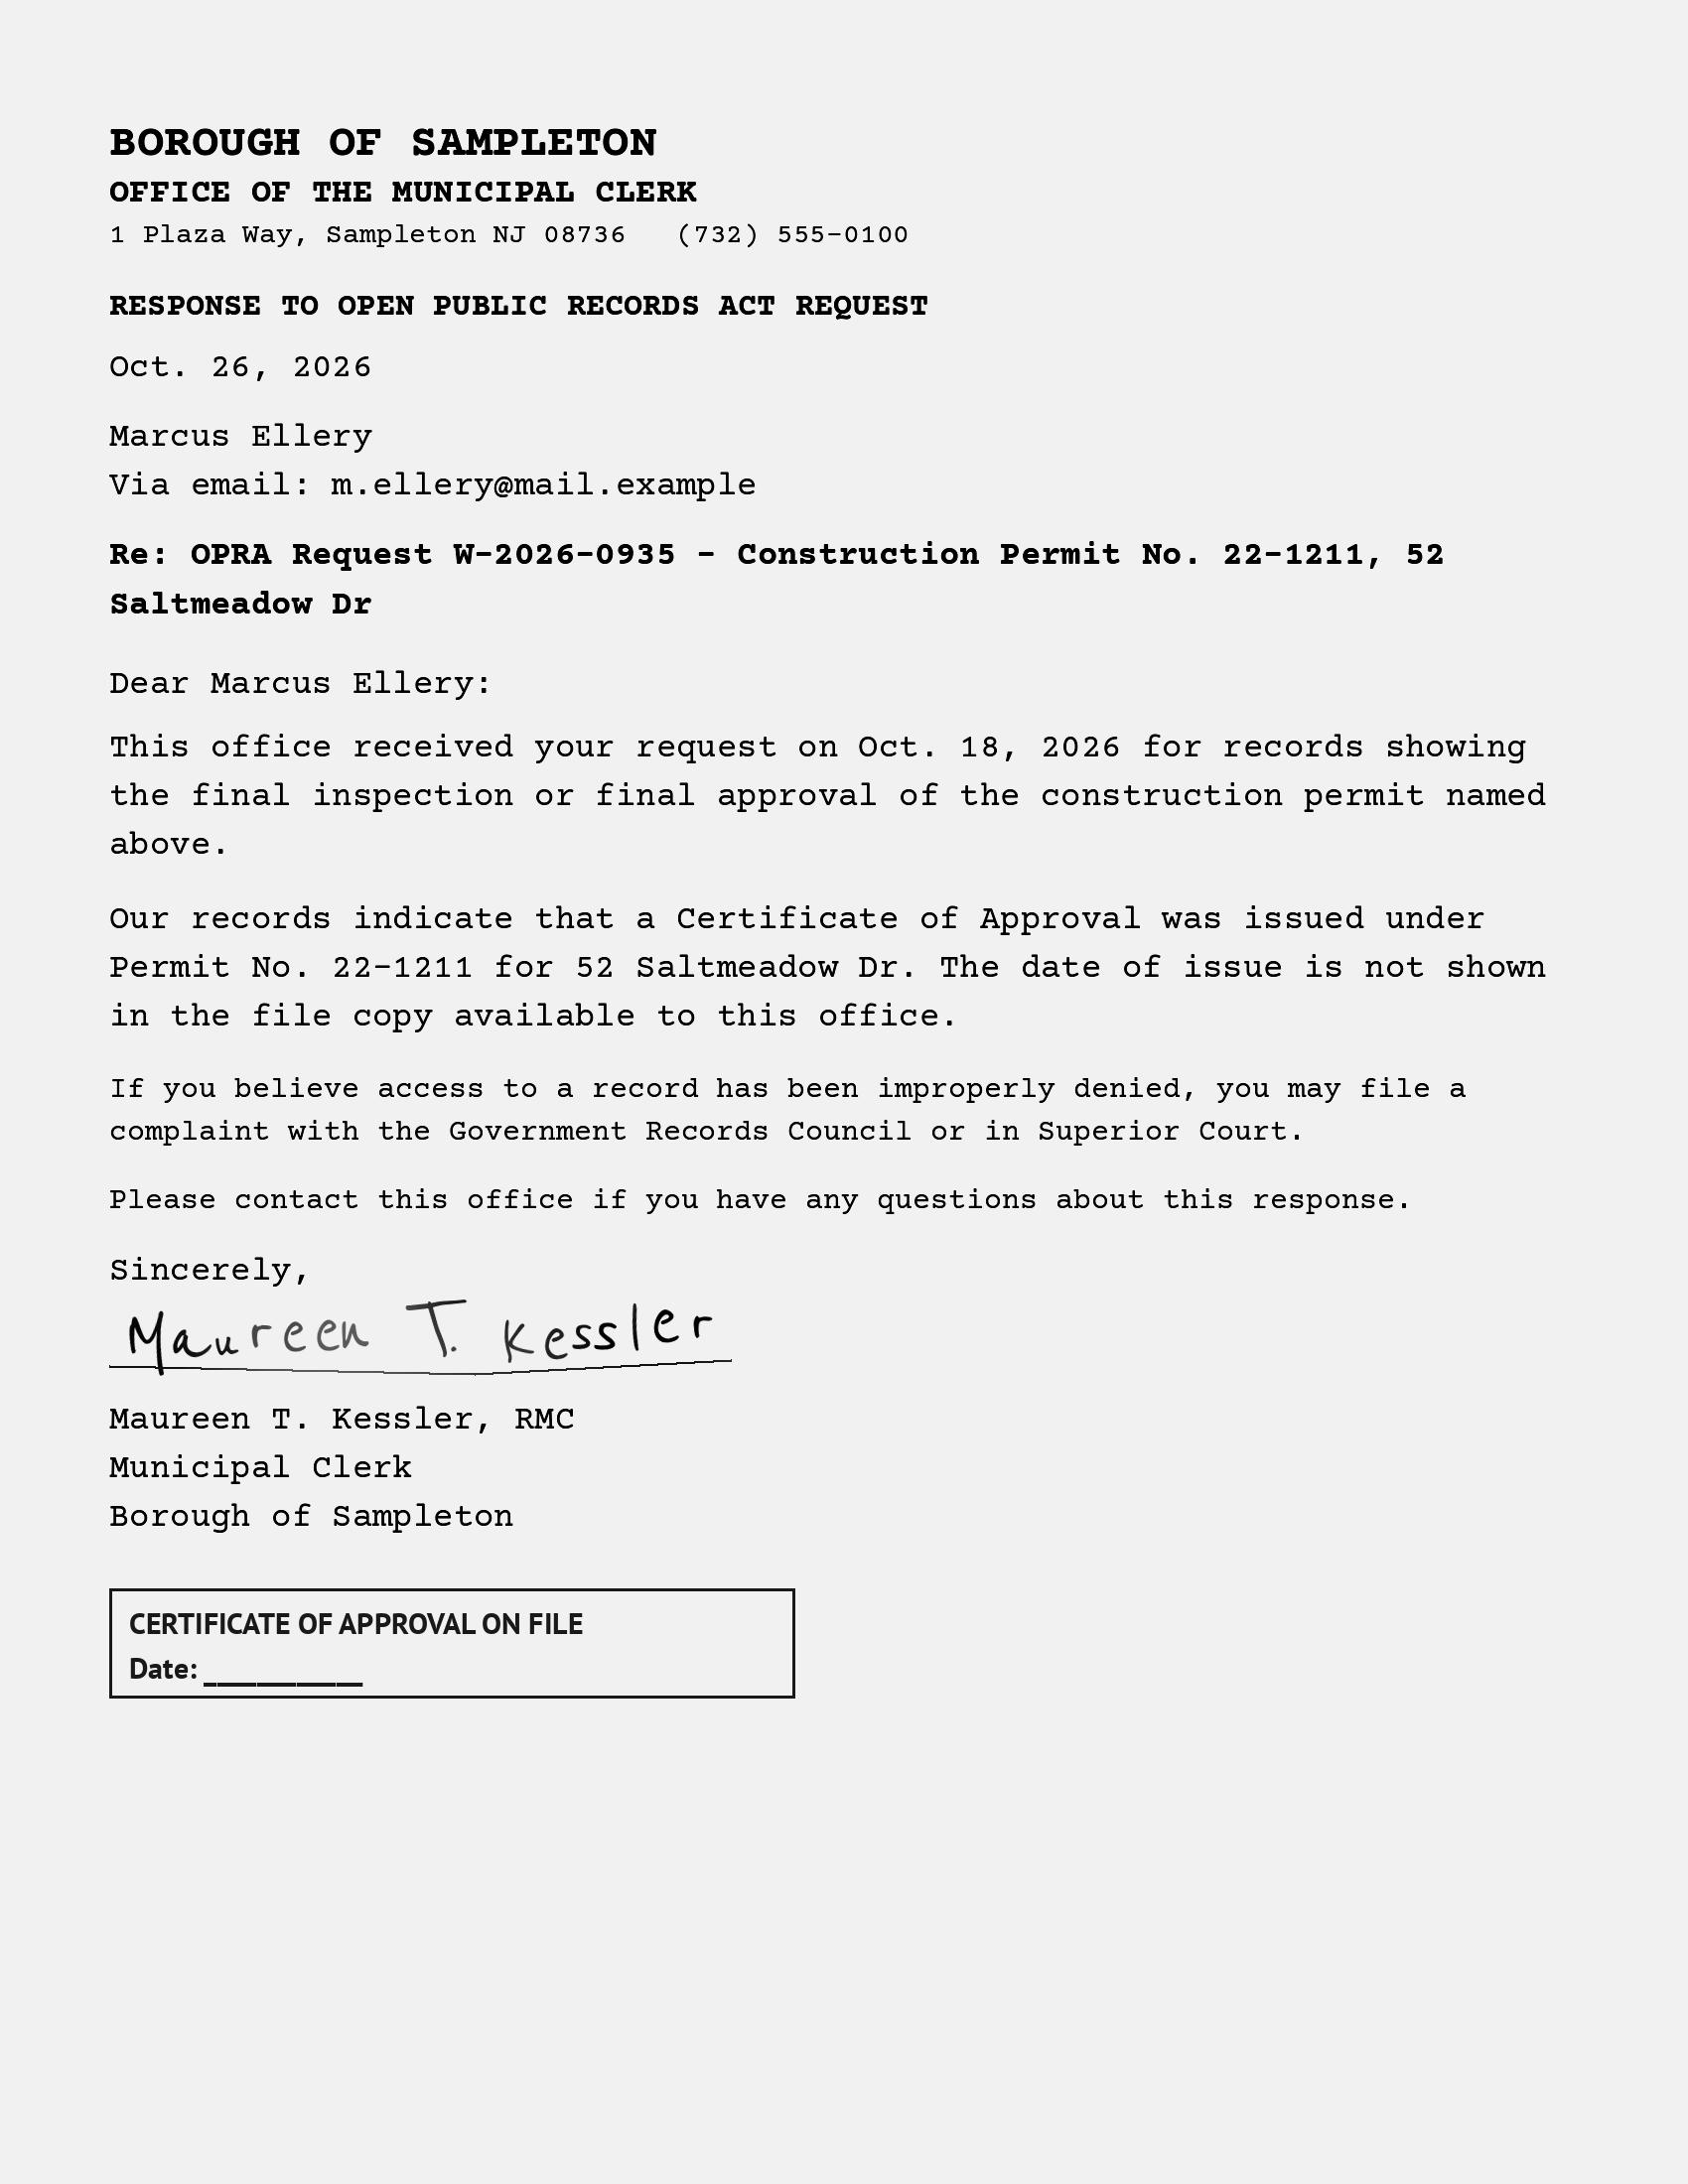 BOROUGH OF SAMPLETON
OFFICE OF THE MUNICIPAL CLERK
1 Plaza Way, Sampleton NJ 08736   (732) 555-0100
RESPONSE TO OPEN PUBLIC RECORDS ACT REQUEST
Oct. 26, 2026
Marcus Ellery
Via email: m.ellery@mail.example
Re: OPRA Request W-2026-0935 - Construction Permit No. 22-1211, 52
Saltmeadow Dr
Dear Marcus Ellery:
This office received your request on Oct. 18, 2026 for records showing
the final inspection or final approval of the construction permit named
above.
Our records indicate that a Certificate of Approval was issued under
Permit No. 22-1211 for 52 Saltmeadow Dr. The date of issue is not shown
in the file copy available to this office.
If you believe access to a record has been improperly denied, you may file a
complaint with the Government Records Council or in Superior Court.
Please contact this office if you have any questions about this response.
Sincerely,
Maureen T. Kessler
Maureen T. Kessler, RMC
Municipal Clerk
Borough of Sampleton
CERTIFICATE OF APPROVAL ON FILE
Date: ____________